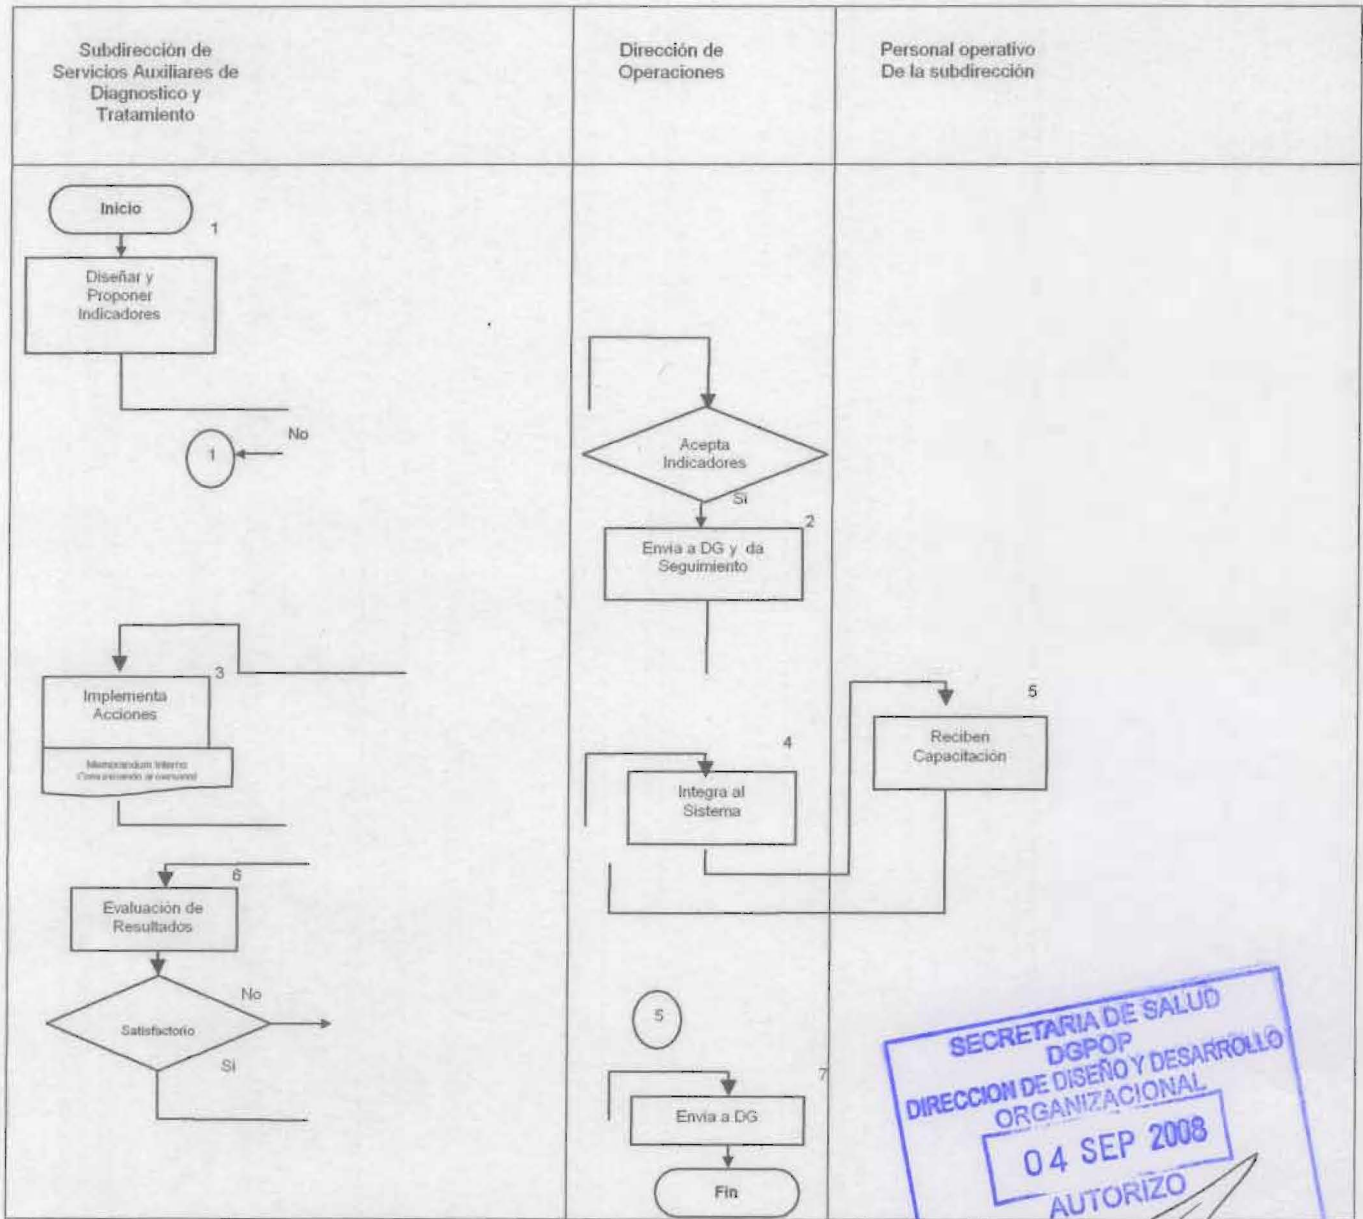 Subdirección de
Servicios Auxiliares de
Diagnostico y
Tratamiento
Dirección de
Operaciones
Personal operativo
De la subdirección
Inicio
1
Diseñar y
Proponer
Indicadores
No
1
Acepta
Indicadores
Si
2
Envia a DG y da
Seguimiento
3
Implementa
Acciones
Memorandum Interno
Comunicando al personal
4
Integra al
Sistema
5
Reciben
Capacitación
6
Evaluación de
Resultados
No
Satisfactorio
Si
5
7
Envia a DG
Fin
SECRETARIA DE SALUD
DGPOP
DIRECCION DE DISEÑO Y DESARROLLO
ORGANIZACIONAL
04 SEP 2008
AUTORIZO